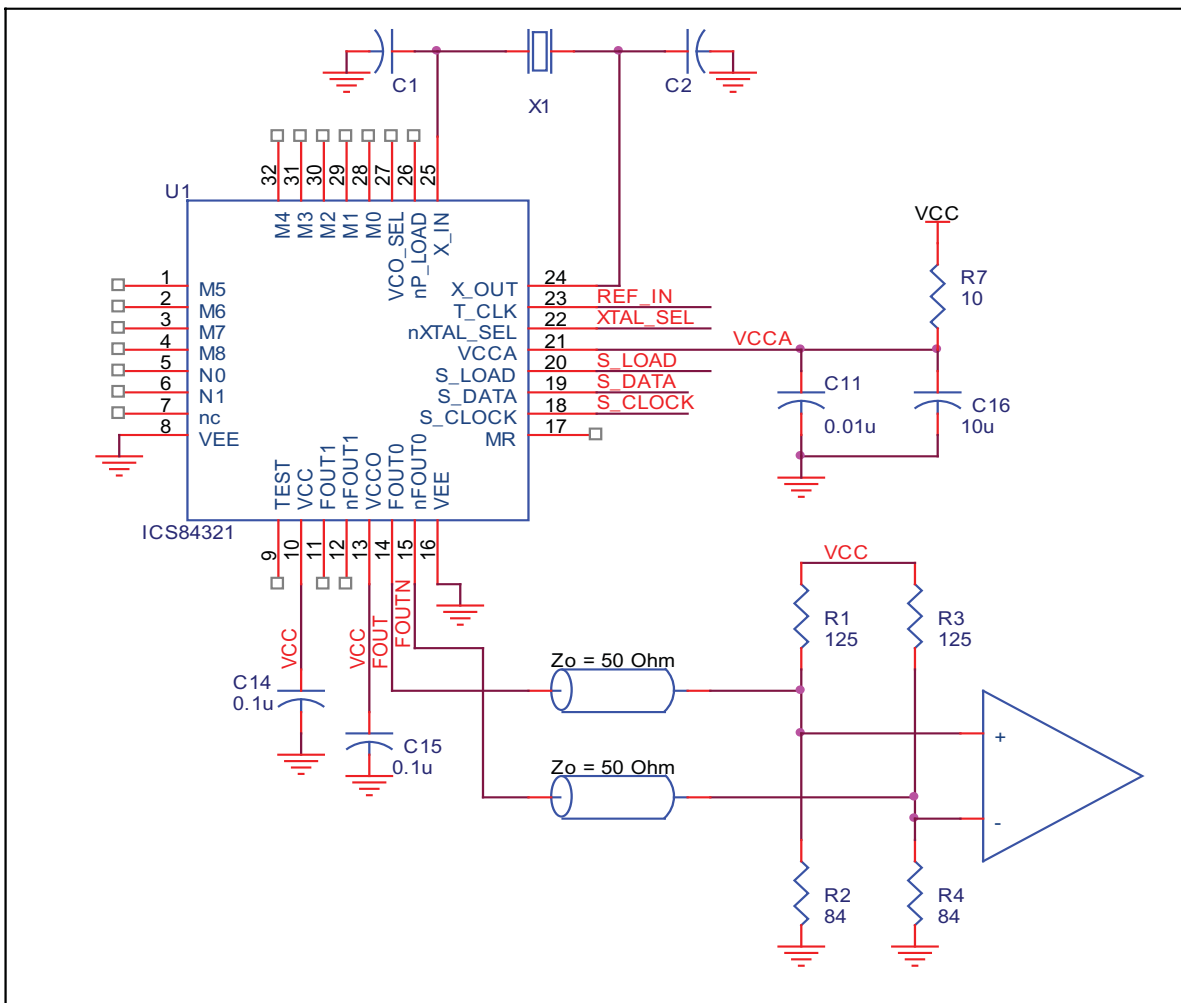 C1
X1
C2
32
31
30
29
28
27
26
25
U1
M4
M3
M2
M1
M0
VCO_SEL
nP_LOAD
X_IN
1
2
3
4
5
6
7
8
M5
M6
M7
M8
N0
N1
nc
VEE
X_OUT
T_CLK
nXTAL_SEL
VCCA
S_LOAD
S_DATA
S_CLOCK
MR
24
23
22
21
20
19
18
17
REF_IN
XTAL_SEL
VCCA
S_LOAD
S_DATA
S_CLOCK
VCC
R7
10
C11
0.01u
C16
10u
TEST
VCC
FOUT1
nFOUT1
VCCO
FOUT0
nFOUT0
VEE
ICS84321
9
10
11
12
13
14
15
16
VCC
VCC
FOUT
FOUTN
C14
0.1u
C15
0.1u
Zo = 50 Ohm
Zo = 50 Ohm
VCC
R1
125
R3
125
+
-
R2
84
R4
84